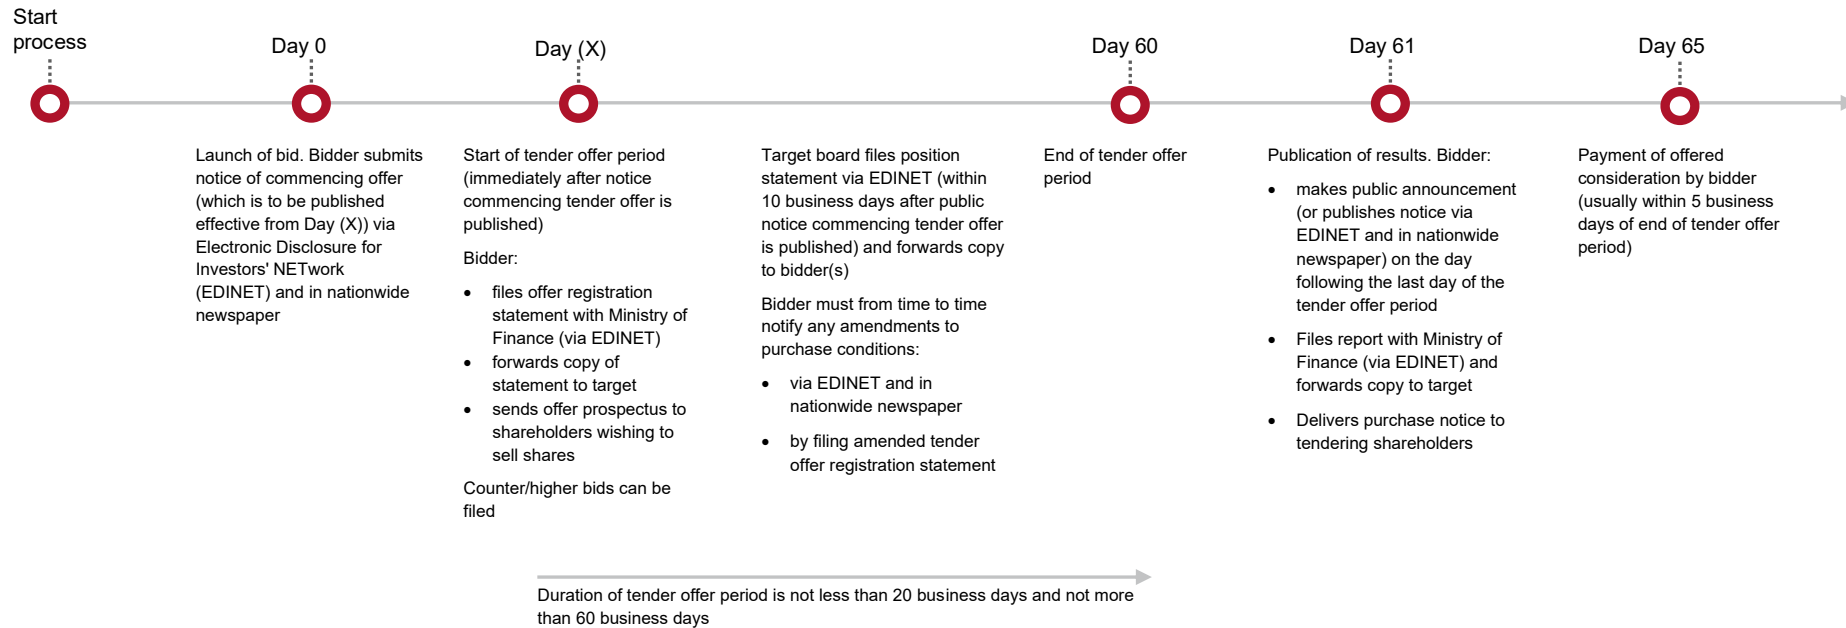 Start
process
Day 0
Day (X)
Day 60
Day 61
Day 65
Launch of bid. Bidder submits
notice of commencing offer
(which is to be published
effective from Day (X)) via
Electronic Disclosure for
Investors' NETwork
(EDINET) and in nationwide
newspaper
Start of tender offer period
(immediately after notice
commencing tender offer is
published)
Bidder:
• files offer registration
statement with Ministry of
Finance (via EDINET)
• forwards copy of
statement to target
• sends offer prospectus to
shareholders wishing to
sell shares
Counter/higher bids can be
filed
Target board files position
statement via EDINET (within
10 business days after public
notice commencing tender offer
is published) and forwards copy
to bidder(s)
Bidder must from time to time
notify any amendments to
purchase conditions:
• via EDINET and in
nationwide newspaper
• by filing amended tender
offer registration statement
End of tender offer
period
Publication of results. Bidder:
• makes public announcement
(or publishes notice via
EDINET and in nationwide
newspaper) on the day
following the last day of the
tender offer period
• Files report with Ministry of
Finance (via EDINET) and
forwards copy to target
• Delivers purchase notice to
tendering shareholders
Payment of offered
consideration by bidder
(usually within 5 business
days of end of tender offer
period)
Duration of tender offer period is not less than 20 business days and not more
than 60 business days